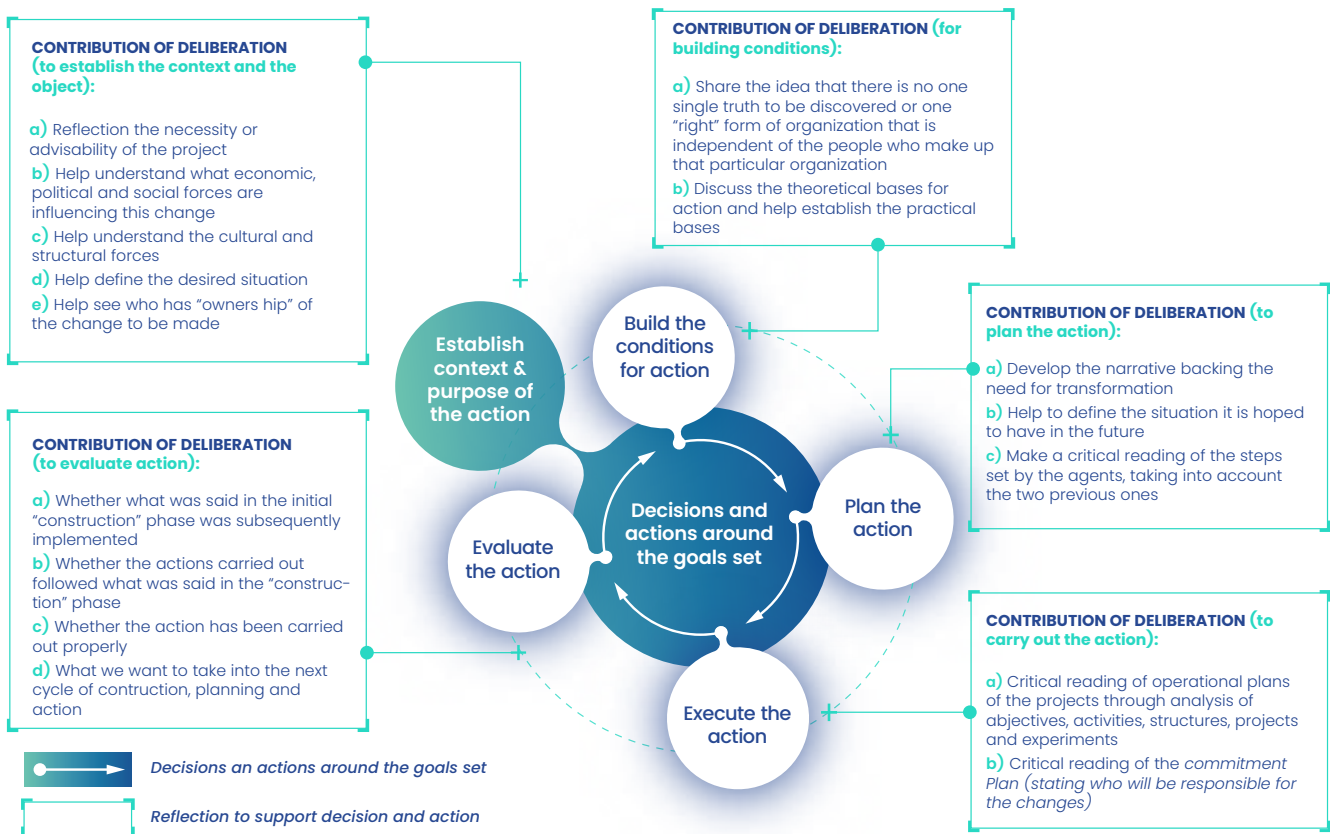 CONTRIBUTION OF DELIBERATION
(to establish the context and the
object):
a) Reflection the necessity or
advisability of the project
b) Help understand what economic,
political and social forces are
influencing this change
c) Help understand the cultural and
structural forces
d) Help define the desired situation
e) Help see who has “owners hip” of
the change to be made
CONTRIBUTION OF DELIBERATION (for
building conditions):
a) Share the idea that there is no one
single truth to be discovered or one
“right” form of organization that is
independent of the people who make up
that particular organization
b) Discuss the theoretical bases for
action and help establish the practical
bases
CONTRIBUTION OF DELIBERATION (to
plan the action):
a) Develop the narrative backing the
need for transformation
b) Help to define the situation it is hoped
to have in the future
c) Make a critical reading of the steps
set by the agents, taking into account
the two previous ones
Establish
context &
purpose of
the action
Build the
conditions
for action
Plan the
action
Decisions and
actions around
the goals set
Evaluate
the action
Execute the
action
CONTRIBUTION OF DELIBERATION
(to evaluate action):
a) Whether what was said in the initial
“construction” phase was subsequently
implemented
b) Whether the actions carried out
followed what was said in the “construc-
tion” phase
c) Whether the action has been carried
out properly
d) What we want to take into the next
cycle of contruction, planning and
action
CONTRIBUTION OF DELIBERATION (to
carry out the action):
a) Critical reading of operational plans
of the projects through analysis of
abjectives, activities, structures, projects
and experiments
b) Critical reading of the commitment
Plan (stating who will be responsible for
the changes)
Decisions an actions around the goals set
Reflection to support decision and action